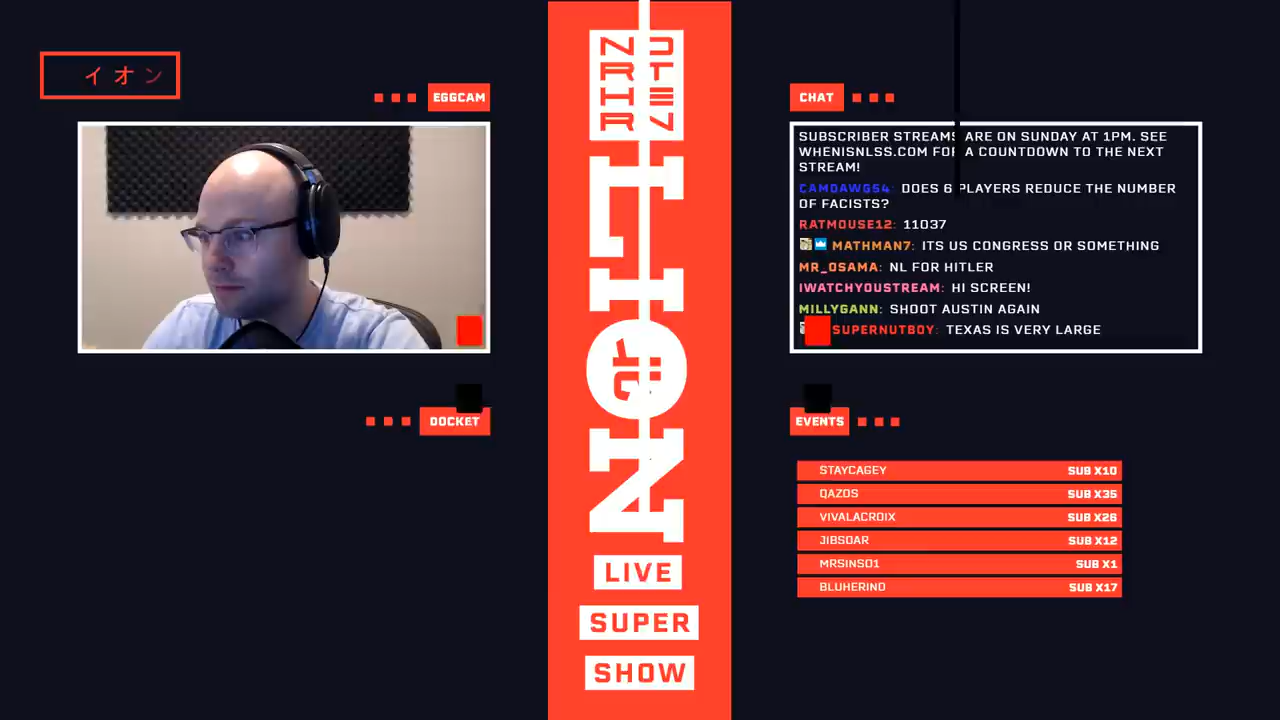 イオン
EGGCAM
DOCKET
LION
LIVE
SUPER
SHOW
CHAT
SUBSCRIBER STREAMS ARE ON SUNDAY AT 1PM. SEE
WHENISNLSS.COM FOR A COUNTDOWN TO THE NEXT
STREAM!
CAMDAWG54: DOES 6 PLAYERS REDUCE THE NUMBER
OF FACISTS?
RATMOUSE12: 11037
MATHMAN7: ITS US CONGRESS OR SOMETHING
MR_OSAMA: NL FOR HITLER
IWATCHYOUSTREAM: HI SCREEN!
MILLYGANN: SHOOT AUSTIN AGAIN
SUPERNUTBOY: TEXAS IS VERY LARGE
EVENTS
STAYCAGEY SUB X10
QAZOS SUB X35
VIVALACROIX SUB X26
JIBSOAR SUB X12
MRSINSO1 SUB X1
BLUHERINO SUB X17